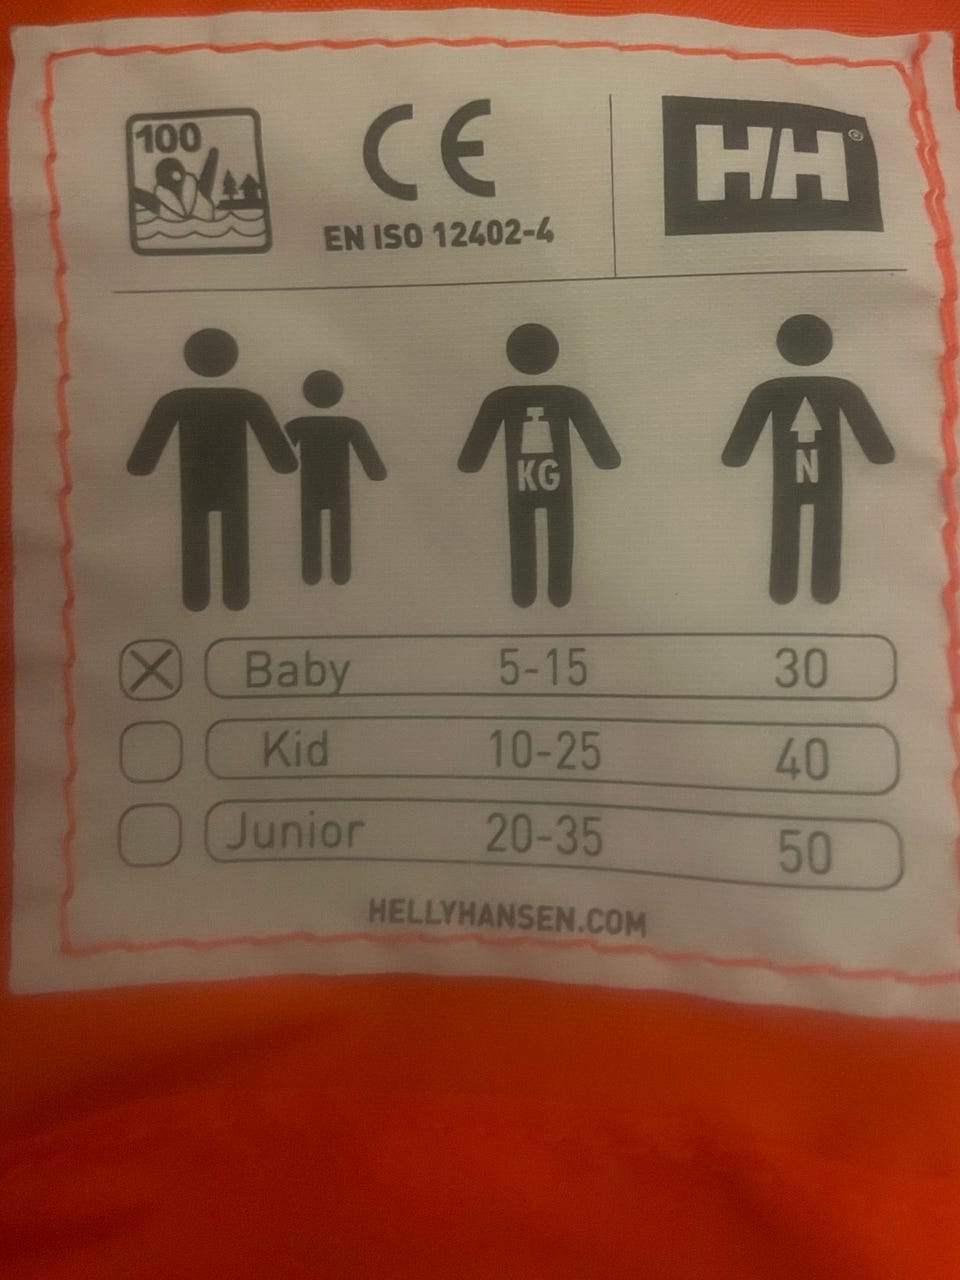 100
CE
HH®
EN ISO 12402-4
KG
N
Baby 5-15 30
Kid 10-25 40
Junior 20-35 50
HELLYHANSEN.COM